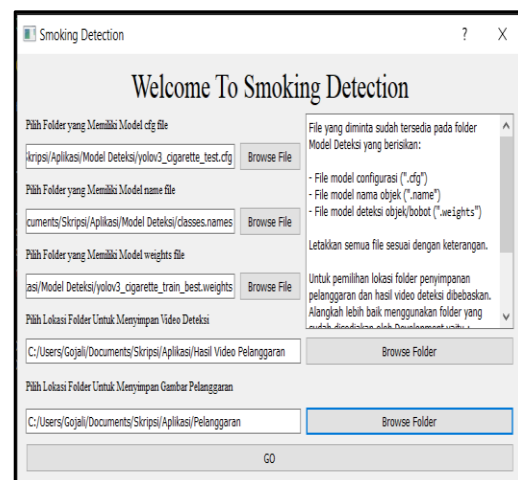 Smoking Detection
? X
Welcome To Smoking Detection
Pilih Folder yang Memiliki Model cfg file
kripsi/Aplikasi/Model Deteksi/yolov3_cigarette_test.cfg
Browse File
Pilih Folder yang Memiliki Model name file
cuments/Skripsi/Aplikasi/Model Deteksi/classes.names
Browse File
Pilih Folder yang Memiliki Model weights file
asi/Model Deteksi/yolov3_cigarette_train_best.weights
Browse File
File yang diminta sudah tersedia pada folder
Model Deteksi yang berisikan:
- File model configurasi (".cfg")
- File model nama objek (".name")
- File model deteksi objek/bobot (".weights")
Letakkan semua file sesuai dengan keterangan.
Untuk pemilihan lokasi folder penyimpanan
pelanggaran dan hasil video deteksi dibebaskan.
Alangkah lebih baik menggunakan folder yang
sudah disediakan oleh Development yaitu :
Pilih Lokasi Folder Untuk Menyimpan Video Deteksi
C:/Users/Gojali/Documents/Skripsi/Aplikasi/Hasil Video Pelanggaran
Browse Folder
Pilih Lokasi Folder Untuk Menyimpan Gambar Pelanggaran
C:/Users/Gojali/Documents/Skripsi/Aplikasi/Pelanggaran
Browse Folder
GO